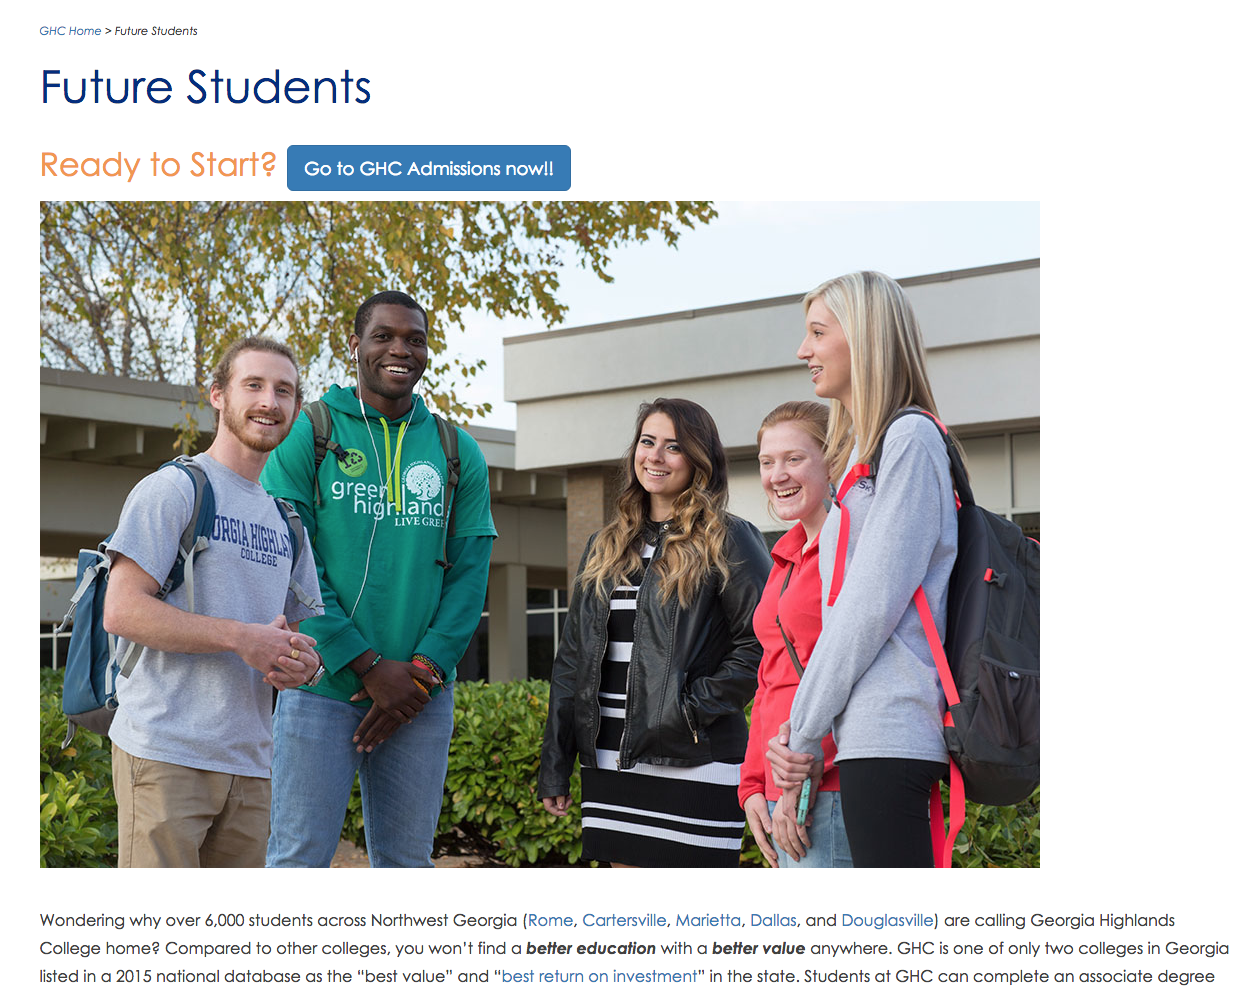 GHC Home > Future Students
Future Students
Ready to Start? Go to GHC Admissions now!!
green
highland
LIVE GREE
ORGIA HIGHLA
COLLEGE
Wondering why over 6,000 students across Northwest Georgia (Rome, Cartersville, Marietta, Dallas, and Douglasville) are calling Georgia Highlands
College home? Compared to other colleges, you won’t find a better education with a better value anywhere. GHC is one of only two colleges in Georgia
listed in a 2015 national database as the “best value” and “best return on investment” in the state. Students at GHC can complete an associate degree